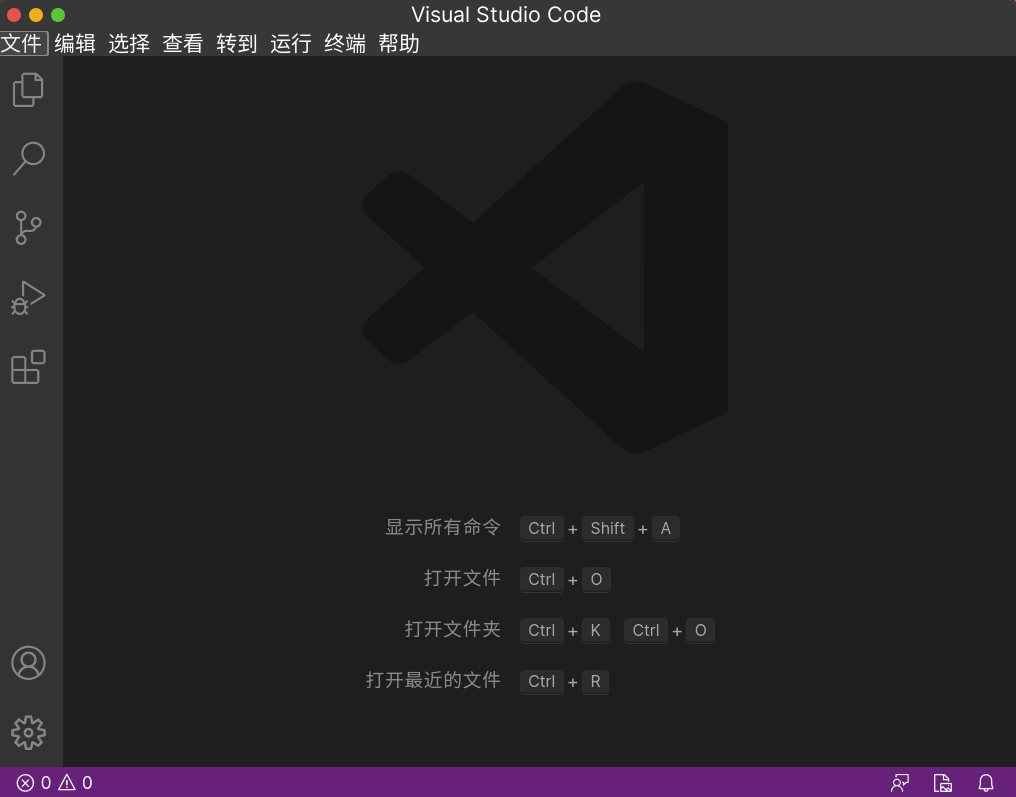 Visual Studio Code
文件 编辑 选择 查看 转到 运行 终端 帮助
显示所有命令 Ctrl + Shift + A
打开文件 Ctrl + O
打开文件夹 Ctrl + K Ctrl + O
打开最近的文件 Ctrl + R
0 0